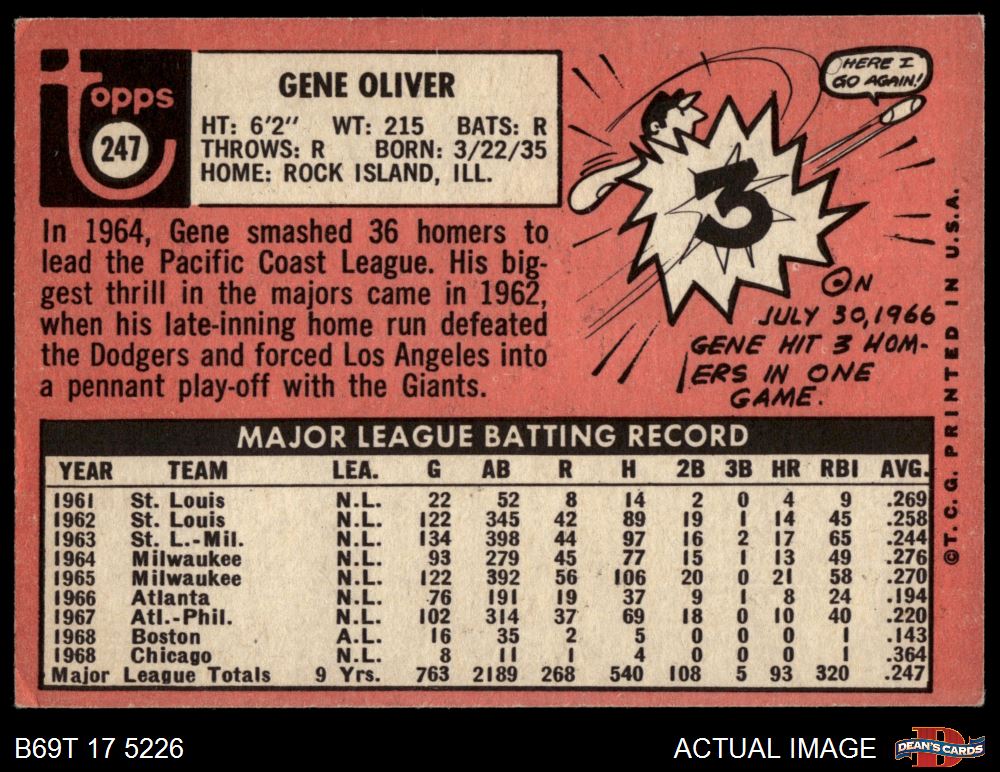 Topps
247
GENE OLIVER
HT: 6'2" WT: 215 BATS: R
THROWS: R BORN: 3/22/35
HOME: ROCK ISLAND, ILL.
In 1964, Gene smashed 36 homers to
lead the Pacific Coast League. His big-
gest thrill in the majors came in 1962,
when his late-inning home run defeated
the Dodgers and forced Los Angeles into
a pennant play-off with the Giants.
HERE I
GO AGAIN!
3
ON
JULY 30, 1966
GENE HIT 3 HOM-
ERS IN ONE
GAME.
©T.C.G. PRINTED IN U.S.A.
MAJOR LEAGUE BATTING RECORD
YEAR TEAM LEA. G AB R H 2B 3B HR RBI AVG.
1961 St. Louis N.L. 22 52 8 14 2 0 4 9 .269
1962 St. Louis N.L. 122 345 42 89 19 1 14 45 .258
1963 St. L.-Mil. N.L. 134 398 44 97 16 2 17 65 .244
1964 Milwaukee N.L. 93 279 45 77 15 1 13 49 .276
1965 Milwaukee N.L. 122 392 56 106 20 0 21 58 .270
1966 Atlanta N.L. 76 191 19 37 9 1 8 24 .194
1967 Atl.-Phil. N.L. 102 314 37 69 18 0 10 40 .220
1968 Boston A.L. 16 35 2 5 0 0 0 1 .143
1968 Chicago N.L. 8 11 1 4 0 0 0 1 .364
Major League Totals 9 Yrs. 763 2189 268 540 108 5 93 320 .247
B69T 17 5226
ACTUAL IMAGE
DEAN'S CARDS